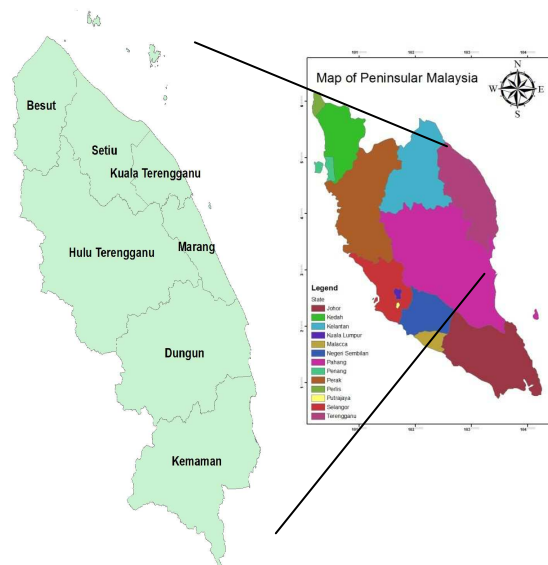 Besut
Setiu
Kuala Terengganu
Hulu Terengganu
Marang
Dungun
Kemaman
Map of Peninsular Malaysia
N
W
E
S
Legend
State
Johor
Kedah
Kelantan
Kuala Lumpur
Malacca
Negeri Sembilan
Pahang
Penang
Perak
Perlis
Putrajaya
Selangor
Terengganu